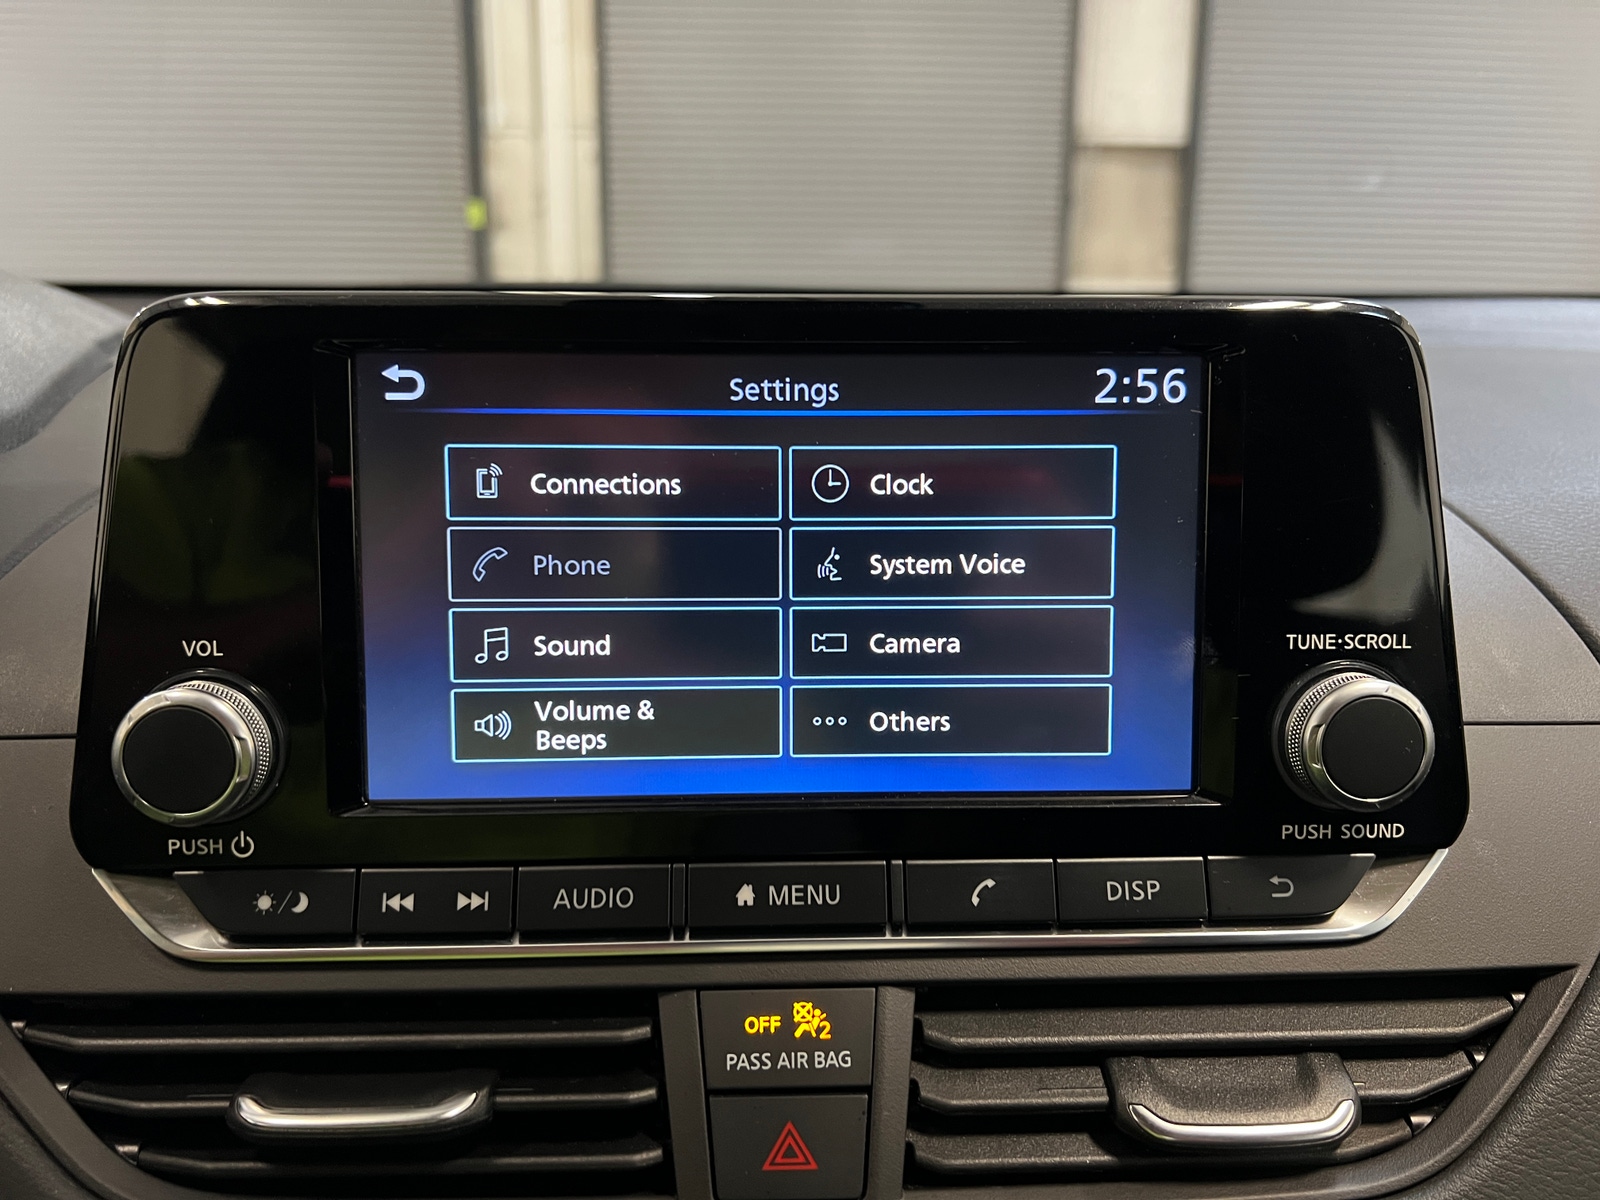 Settings
2:56
Connections
Clock
Phone
System Voice
Sound
Camera
Volume &
Beeps
Others
VOL
PUSH
TUNE·SCROLL
PUSH SOUND
AUDIO
MENU
DISP
OFF
2
PASS AIR BAG